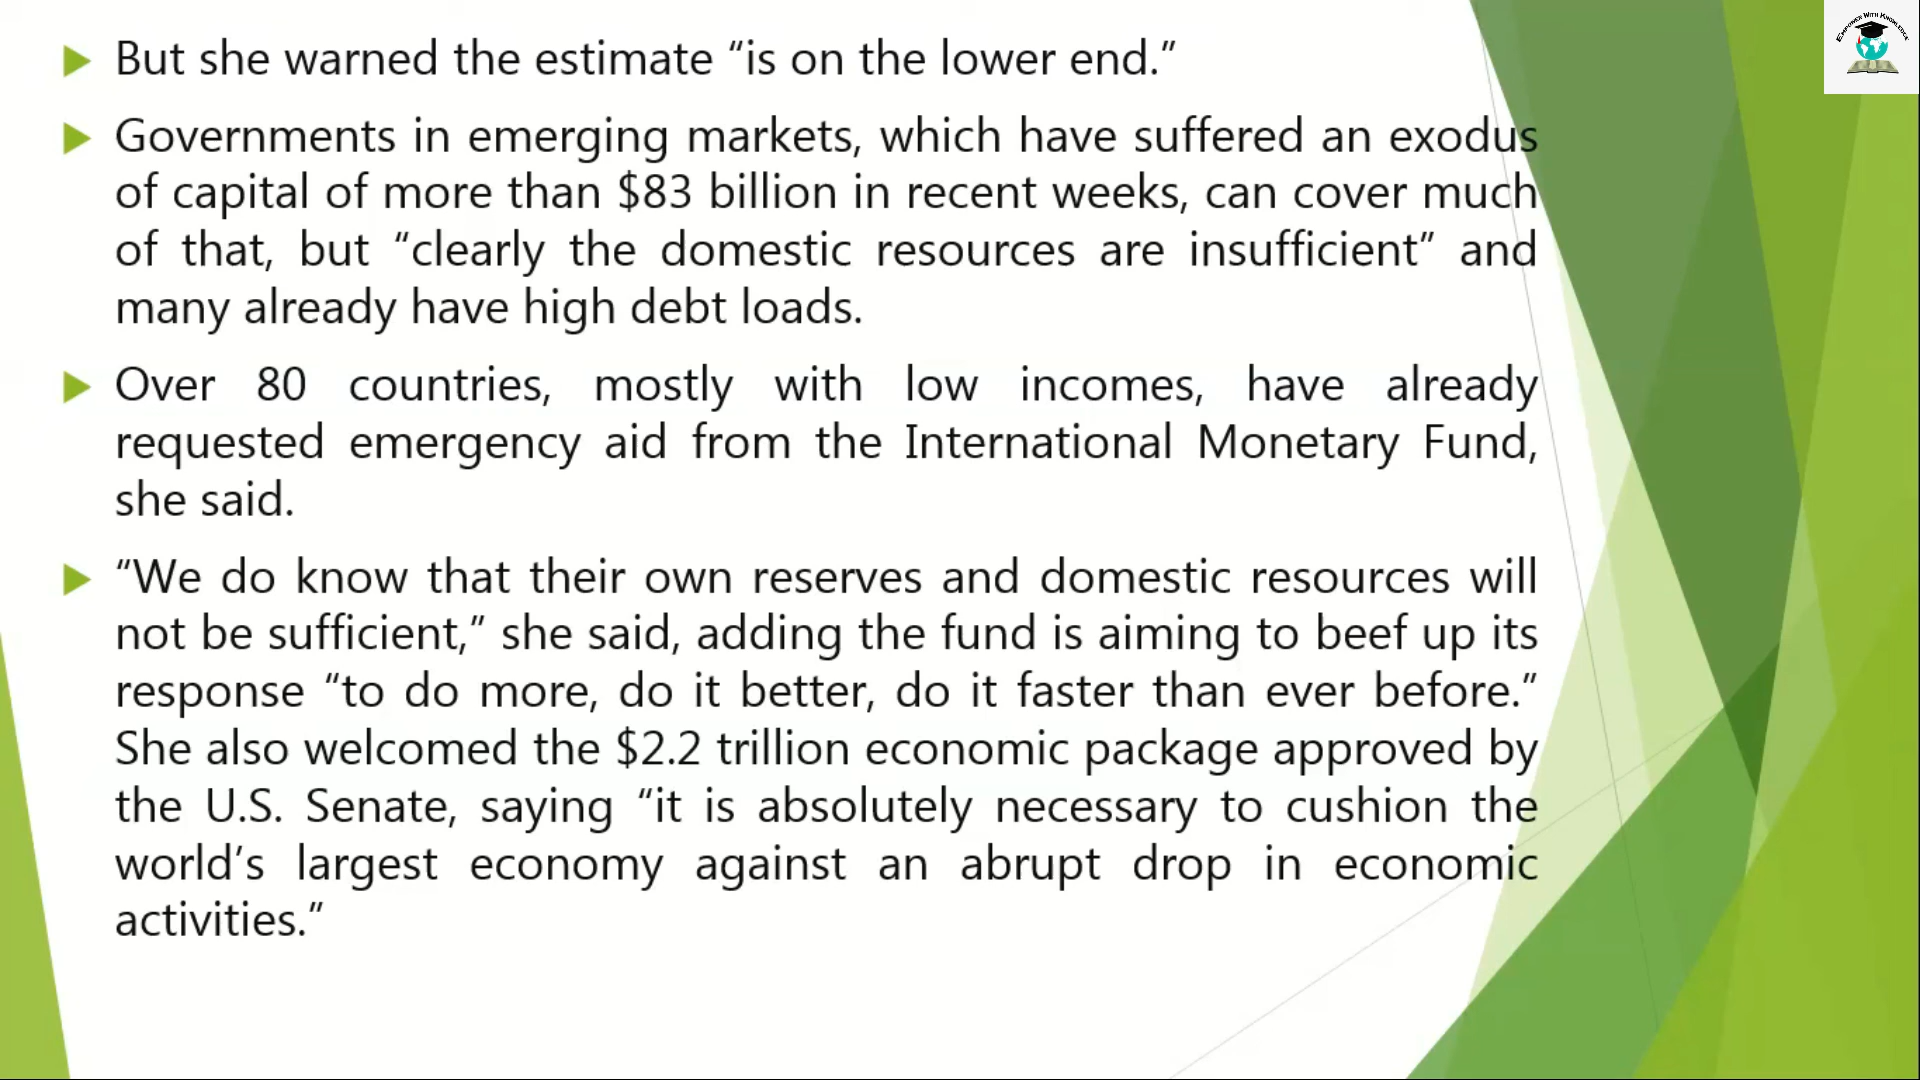 EMPOWER WITH KNOWLEDGE
But she warned the estimate “is on the lower end.”
Governments in emerging markets, which have suffered an exodus
of capital of more than $83 billion in recent weeks, can cover much
of that, but “clearly the domestic resources are insufficient” and
many already have high debt loads.
Over 80 countries, mostly with low incomes, have already
requested emergency aid from the International Monetary Fund,
she said.
“We do know that their own reserves and domestic resources will
not be sufficient,” she said, adding the fund is aiming to beef up its
response “to do more, do it better, do it faster than ever before.”
She also welcomed the $2.2 trillion economic package approved by
the U.S. Senate, saying “it is absolutely necessary to cushion the
world’s largest economy against an abrupt drop in economic
activities.”